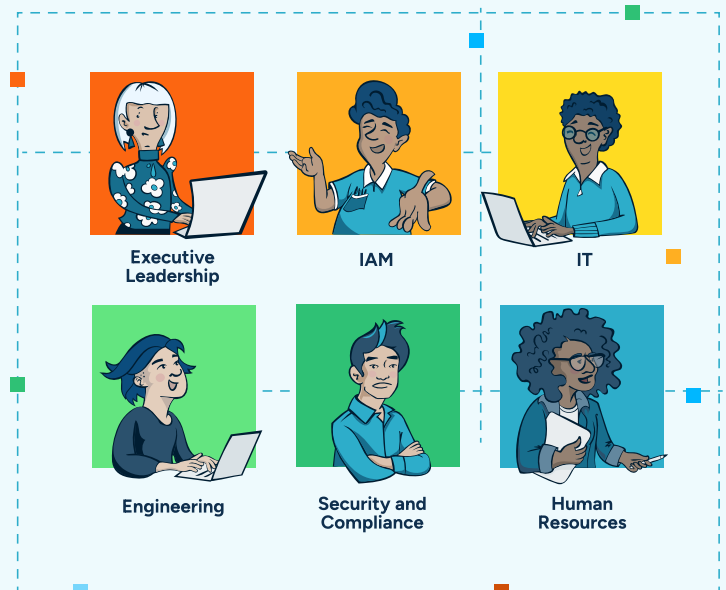 Executive
Leadership
IAM
IT
Engineering
Security and
Compliance
Human
Resources